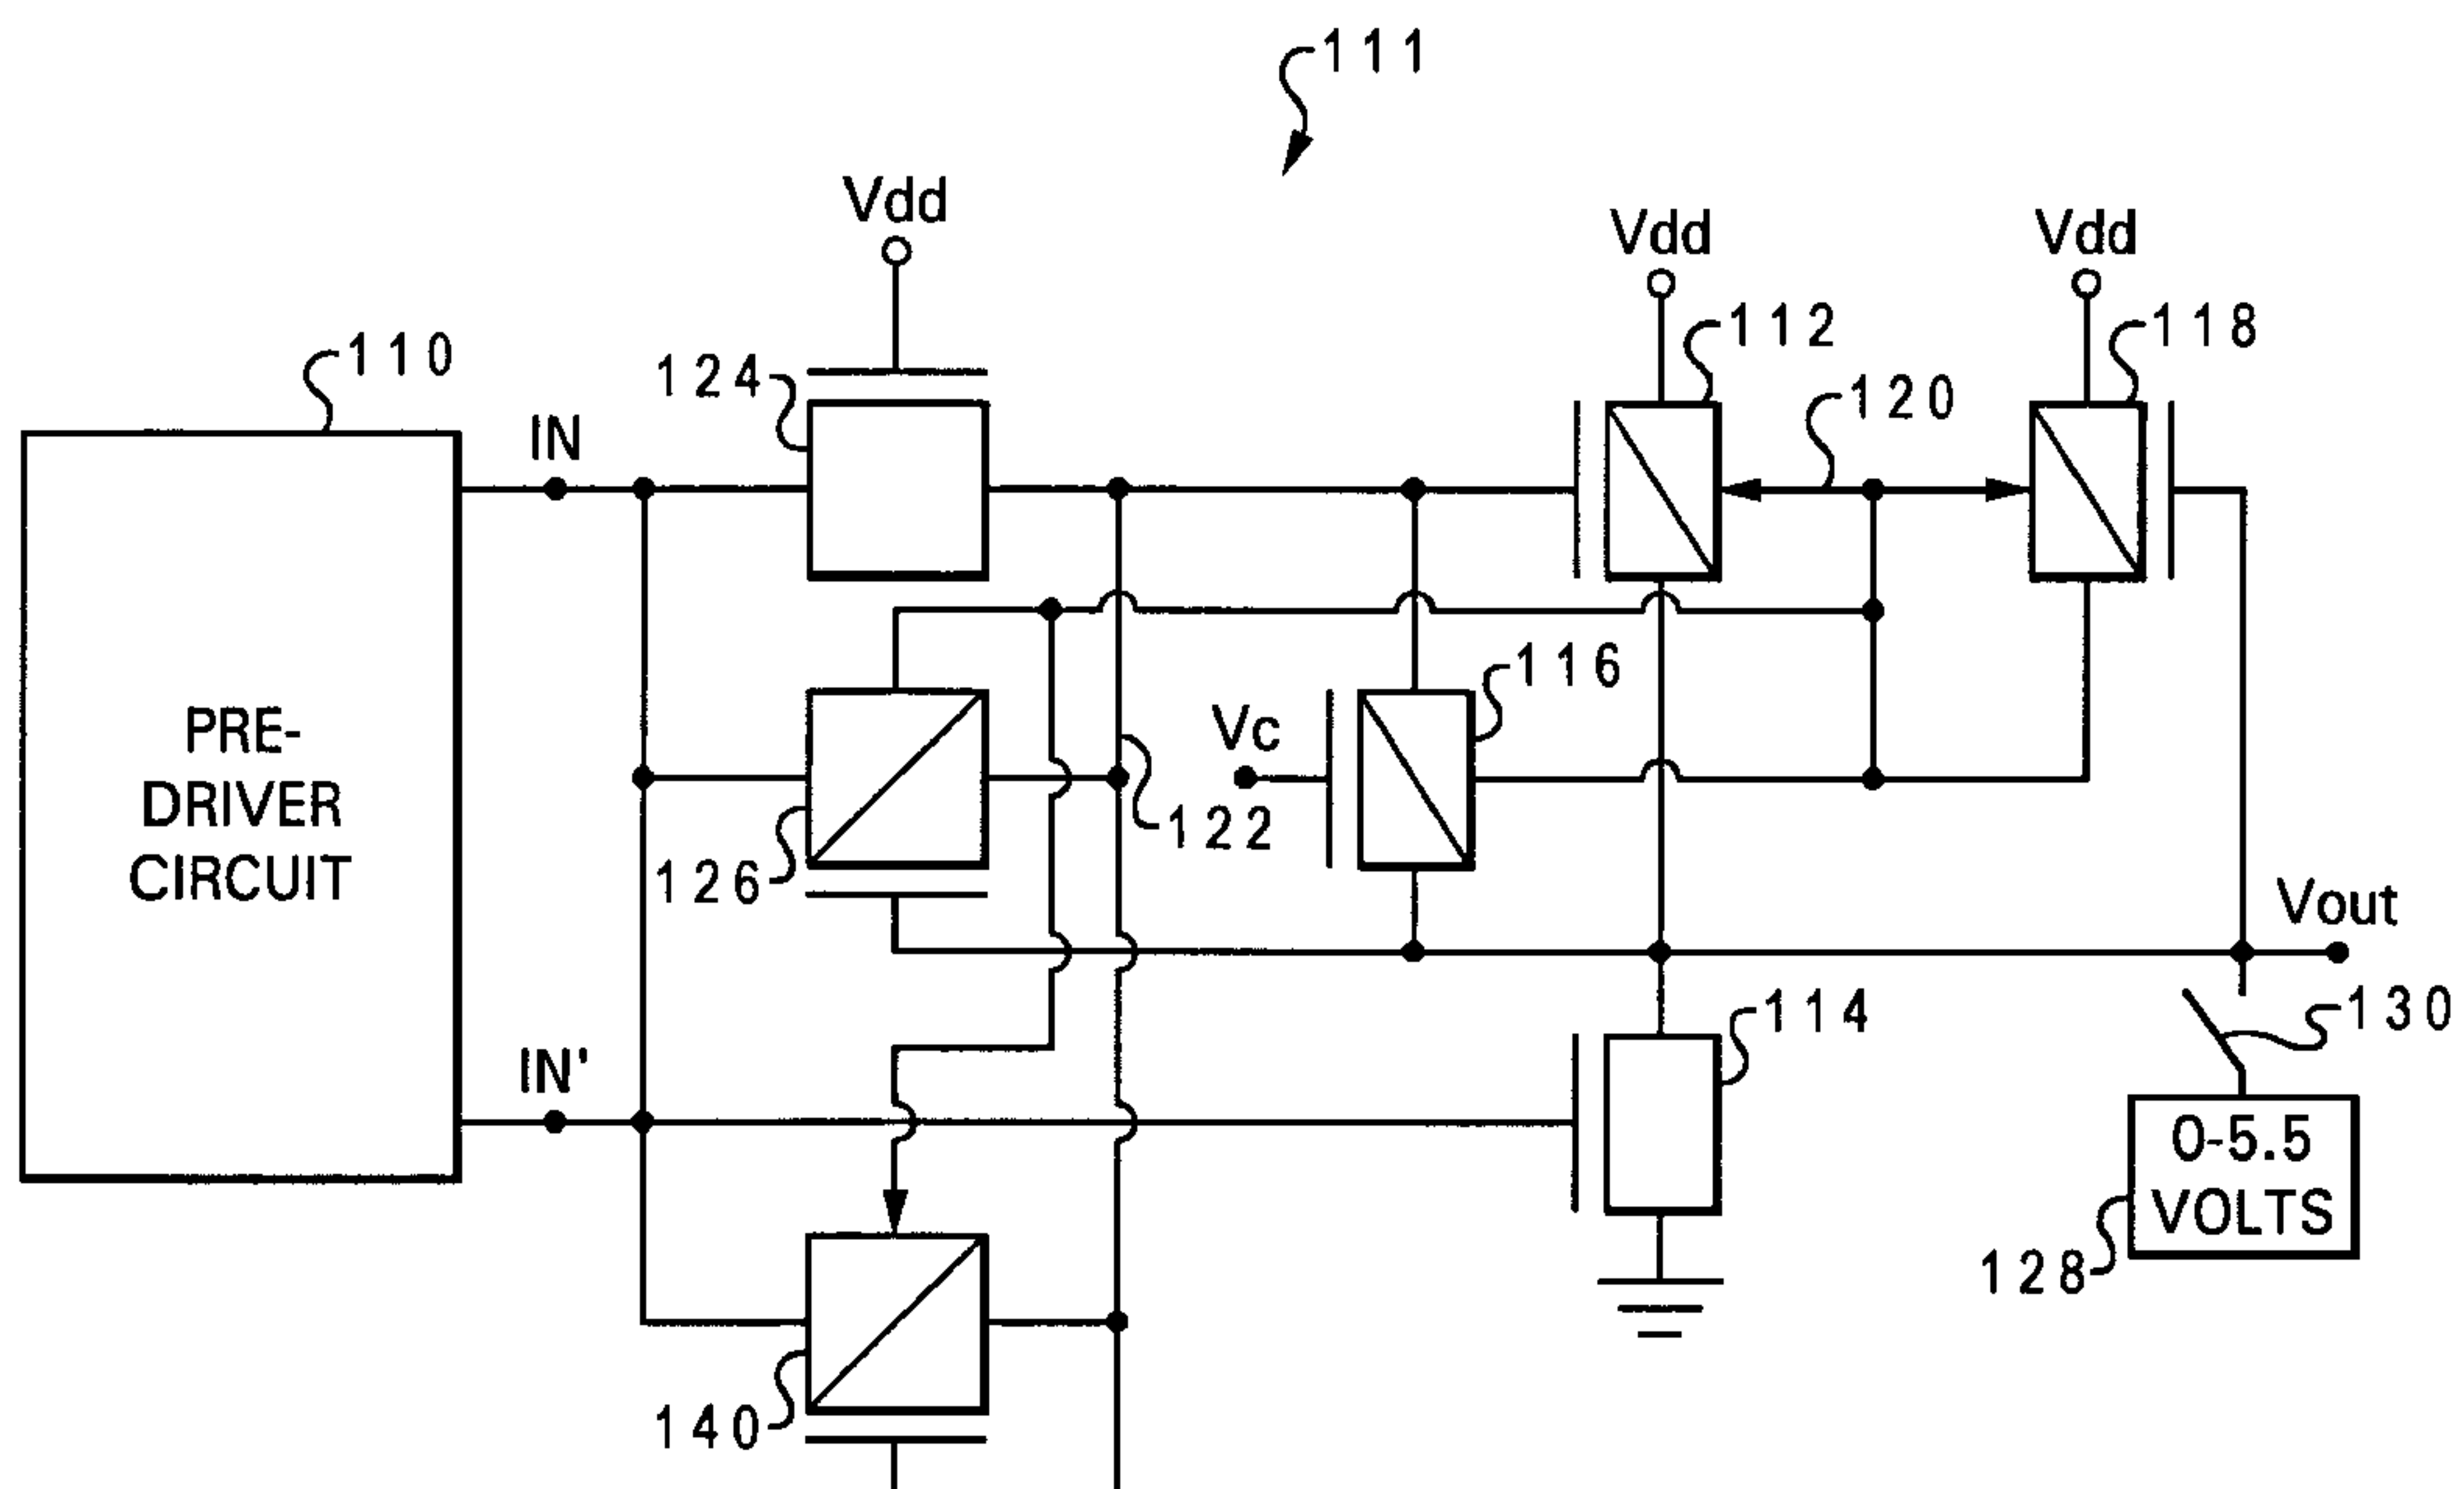 111
Vdd
Vdd
Vdd
112
118
110
124
120
IN
116
Vc
PRE-
DRIVER
CIRCUIT
122
126
Vout
114
130
IN'
0-5.5
VOLTS
128
140